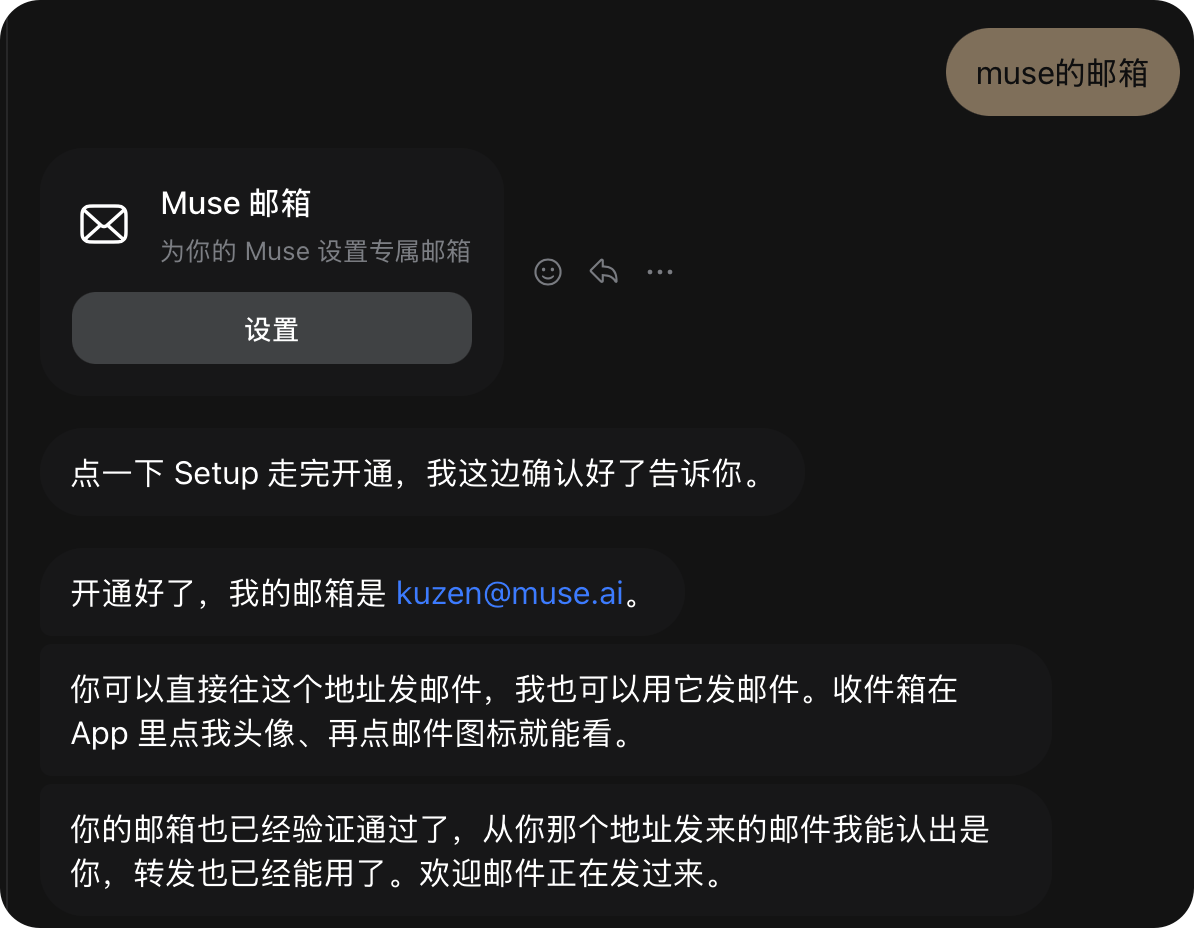 muse的邮箱
Muse 邮箱
为你的 Muse 设置专属邮箱
设置
点一下 Setup 走完开通，我这边确认好了告诉你。
开通好了，我的邮箱是 kuzen@muse.ai。
你可以直接往这个地址发邮件，我也可以用它发邮件。收件箱在
App 里点我头像、再点邮件图标就能看。
你的邮箱也已经验证通过了，从你那个地址发来的邮件我能认出是
你，转发也已经能用了。欢迎邮件正在发过来。